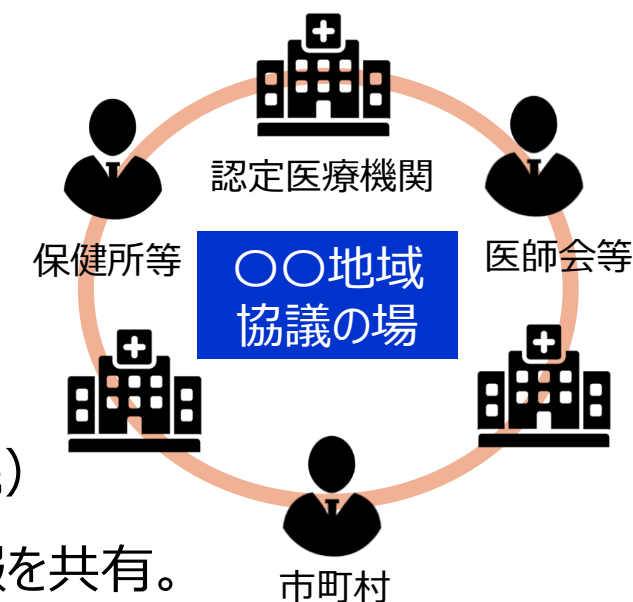 認定医療機関
保健所等
医師会等
〇〇地域
協議の場
）
を共有。
市町村